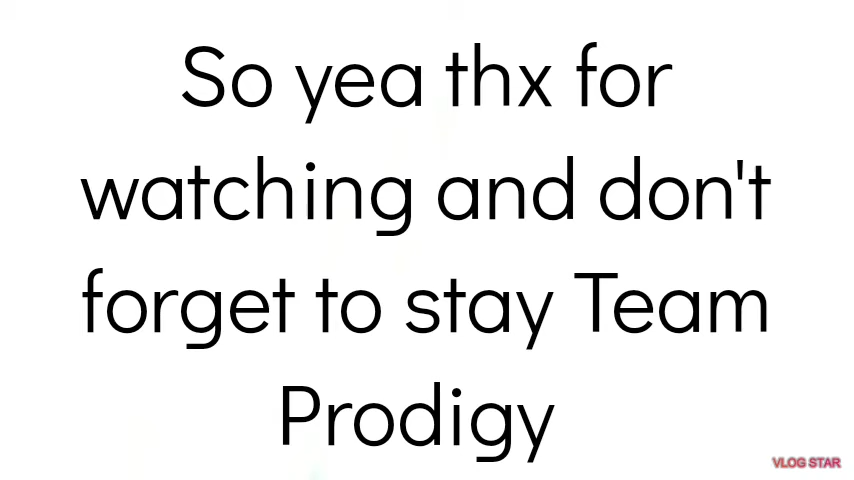 So yea thx for
watching and don't
forget to stay Team
Prodigy
VLOG STAR